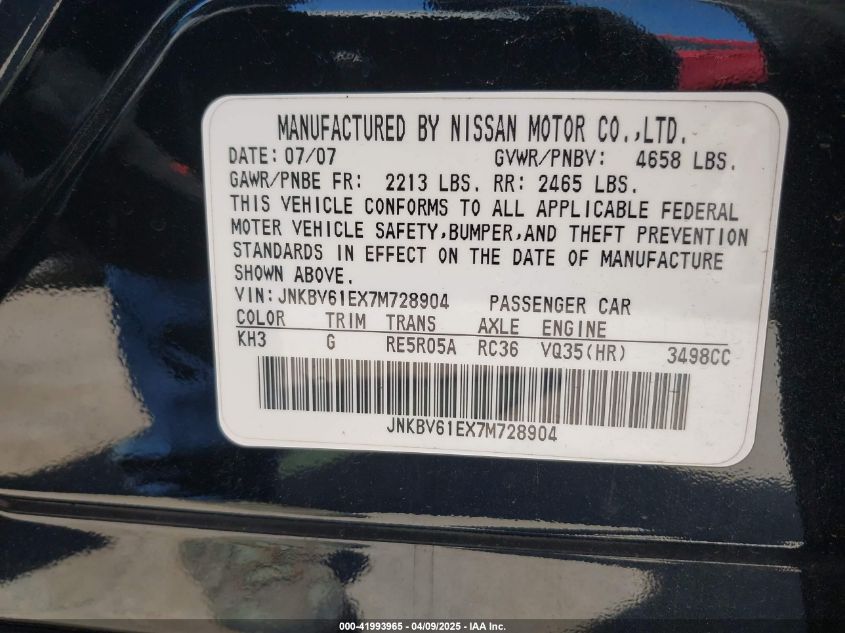 MANUFACTURED BY NISSAN MOTOR CO.,LTD.
DATE: 07/07 GVWR/PNBV: 4658 LBS.
GAWR/PNBE FR: 2213 LBS. RR: 2465 LBS.
THIS VEHICLE CONFORMS TO ALL APPLICABLE FEDERAL
MOTER VEHICLE SAFETY,BUMPER,AND THEFT PREVENTION
STANDARDS IN EFFECT ON THE DATE OF MANUFACTURE
SHOWN ABOVE.
VIN: JNKBV61EX7M728904 PASSENGER CAR
COLOR TRIM TRANS AXLE ENGINE
KH3 G RE5R05A RC36 VQ35(HR) 3498CC
JNKBV61EX7M728904
000-41993965 - 04/09/2025 - IAA Inc.